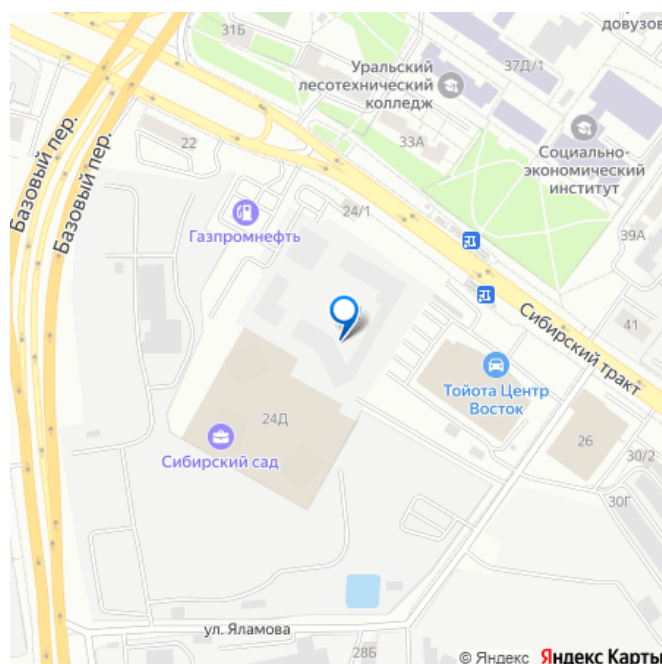 довузов
31Б
37Д/1
Уральский
лесотехнический
колледж
33А
22
Социально-
экономический
институт
Базовый пер.
Базовый пер.
24/1
Газпромнефть
39А
Сибирский тракт
41
Тойота Центр
Восток
24Д
26
Сибирский сад
30/2
30Г
ул. Яламова
28Б
© Яндекс Яндекс Карты